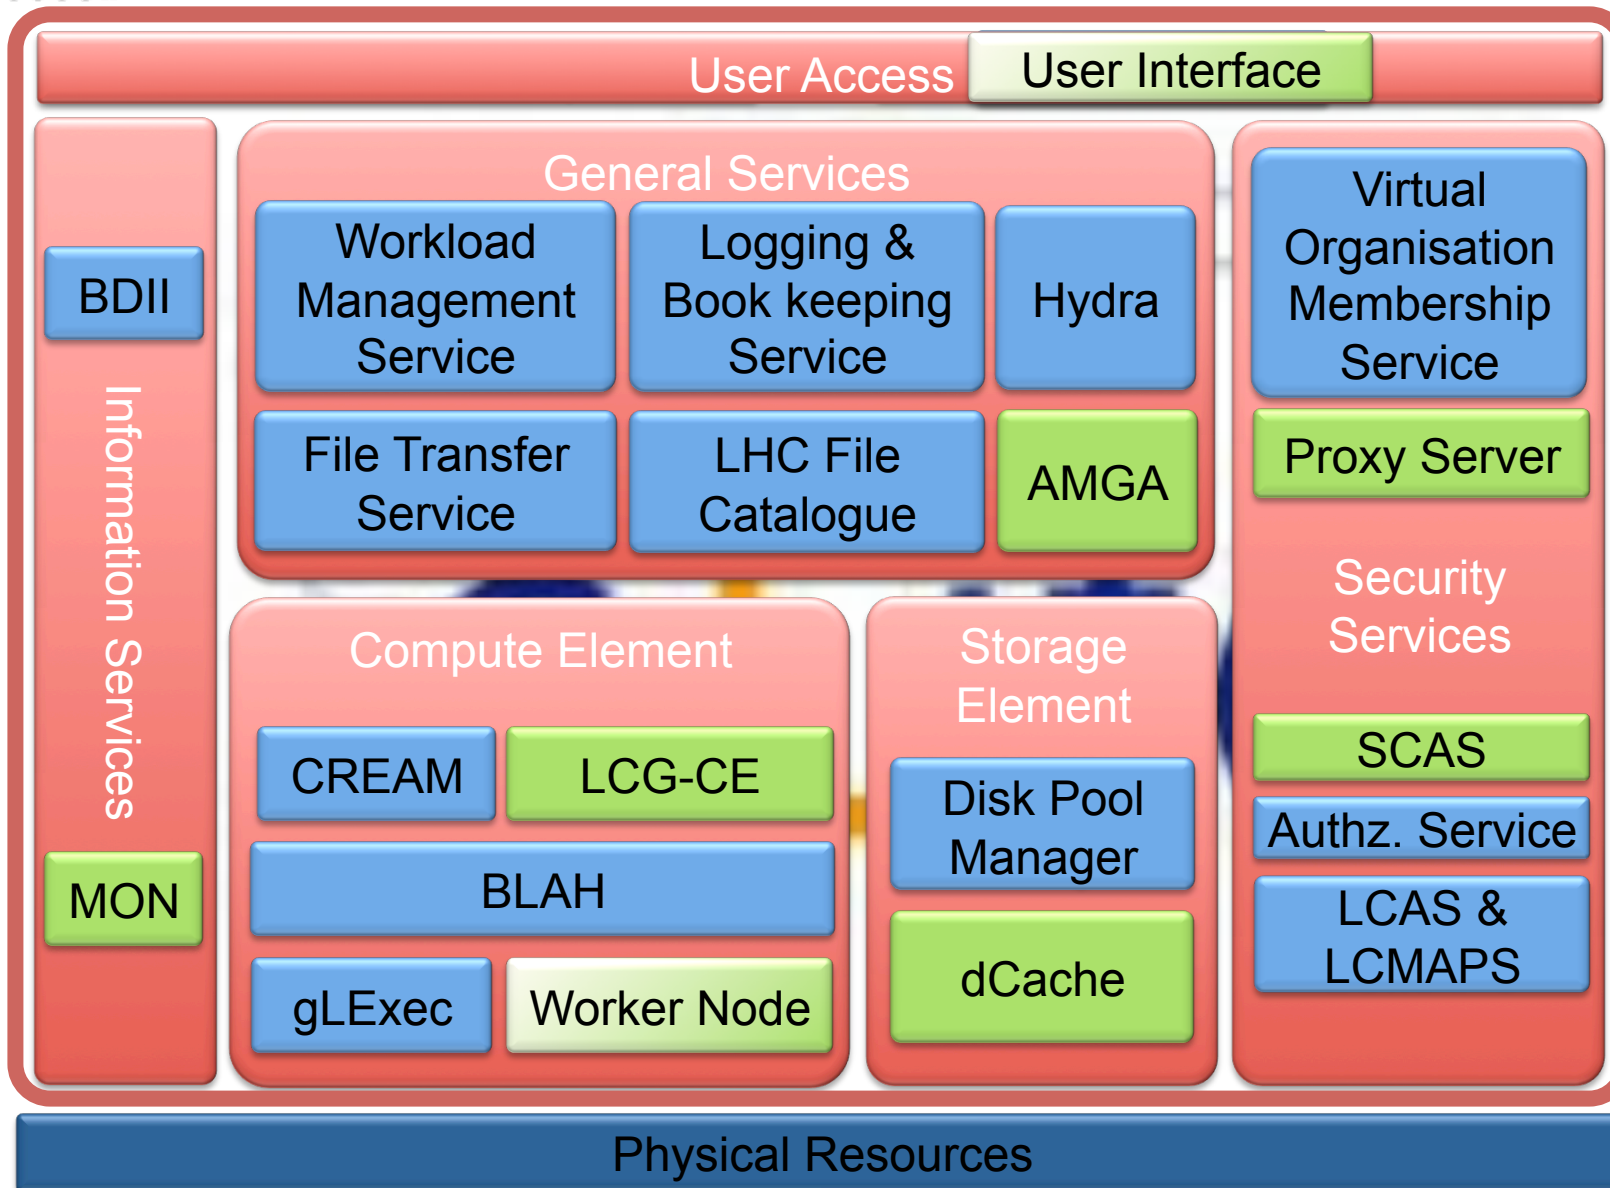 User Access
User Interface
General Services
Workload
Management
Service
Logging &
Book keeping
Service
Hydra
File Transfer
Service
LHC File
Catalogue
AMGA
BDII
Information Services
MON
Compute Element
CREAM
LCG-CE
BLAH
gLExec
Worker Node
Storage
Element
Disk Pool
Manager
dCache
Virtual
Organisation
Membership
Service
Proxy Server
Security
Services
SCAS
Authz. Service
LCAS &
LCMAPS
Physical Resources